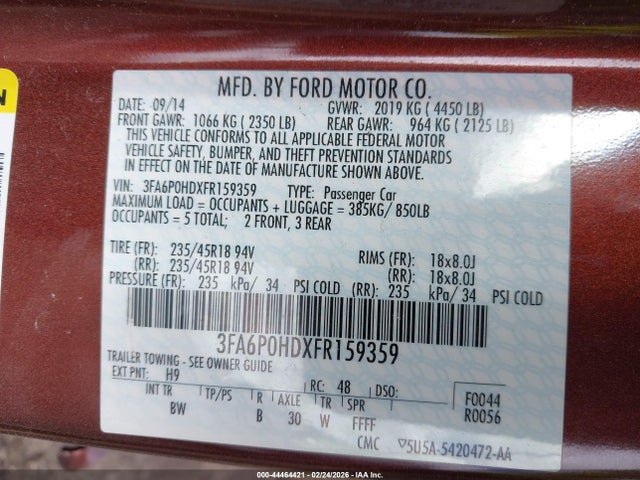 MFD. BY FORD MOTOR CO.
DATE: 09/14 GVWR: 2019 KG ( 4450 LB)
FRONT GAWR: 1066 KG ( 2350 LB) REAR GAWR: 964 KG ( 2125 LB)
THIS VEHICLE CONFORMS TO ALL APPLICABLE FEDERAL MOTOR
VEHICLE SAFETY, BUMPER, AND THEFT PREVENTION STANDARDS
IN EFFECT ON THE DATE OF MANUFACTURE SHOWN ABOVE.
VIN: 3FA6P0HDXFR159359 TYPE: Passenger Car
MAXIMUM LOAD = OCCUPANTS + LUGGAGE = 385KG/ 850LB
OCCUPANTS = 5 TOTAL; 2 FRONT, 3 REAR
TIRE (FR): 235/45R18 94V RIMS (FR): 18x8.0J
(RR): 235/45R18 94V (RR): 18x8.0J
PRESSURE (FR): 235 kPa/ 34 PSI COLD (RR): 235 kPa/ 34 PSI COLD
3FA6P0HDXFR159359
TRAILER TOWING - SEE OWNER GUIDE
EXT PNT: H9 RC: 48 DSO: F0044
INT TR TP/PS R AXLE TR SPR R0056
BW B 30 W FFFF
CMC 5U5A-5420472-AA
© 44464421 - 02/24/2026 - IAA Inc.